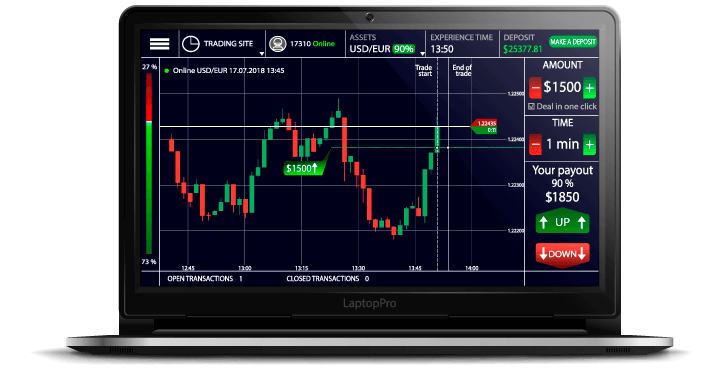 TRADING SITE
17310 Online
ASSETS
USD/EUR 90%
EXPERIENCE TIME
13:50
DEPOSIT
$25377.81
MAKE A DEPOSIT
27 %
73 %
Online USD/EUR 17.07.2018 13:45
Trade
start
End of
trade
1.22500
1.22435
0:11
1.22400
1.22300
1.22200
$1500
12:45
13:00
13:15
13:30
13:45
14:00
OPEN TRANSACTIONS 1
CLOSED TRANSACTIONS 0
AMOUNT
− $1500 +
Deal in one click
TIME
− 1 min +
Your payout
90 %
$1850
UP
DOWN
LaptopPro